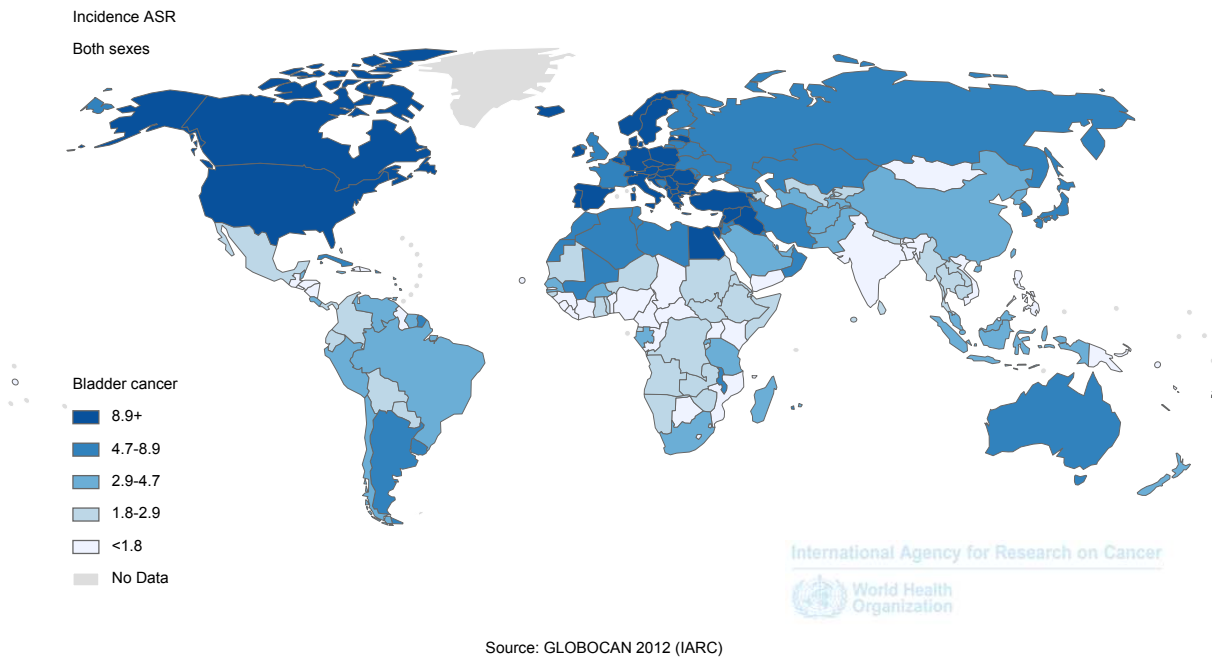 Incidence ASR
Both sexes
Bladder cancer
8.9+
4.7-8.9
2.9-4.7
1.8-2.9
<1.8
No Data
International Agency for Research on Cancer
World Health
Organization
Source: GLOBOCAN 2012 (IARC)